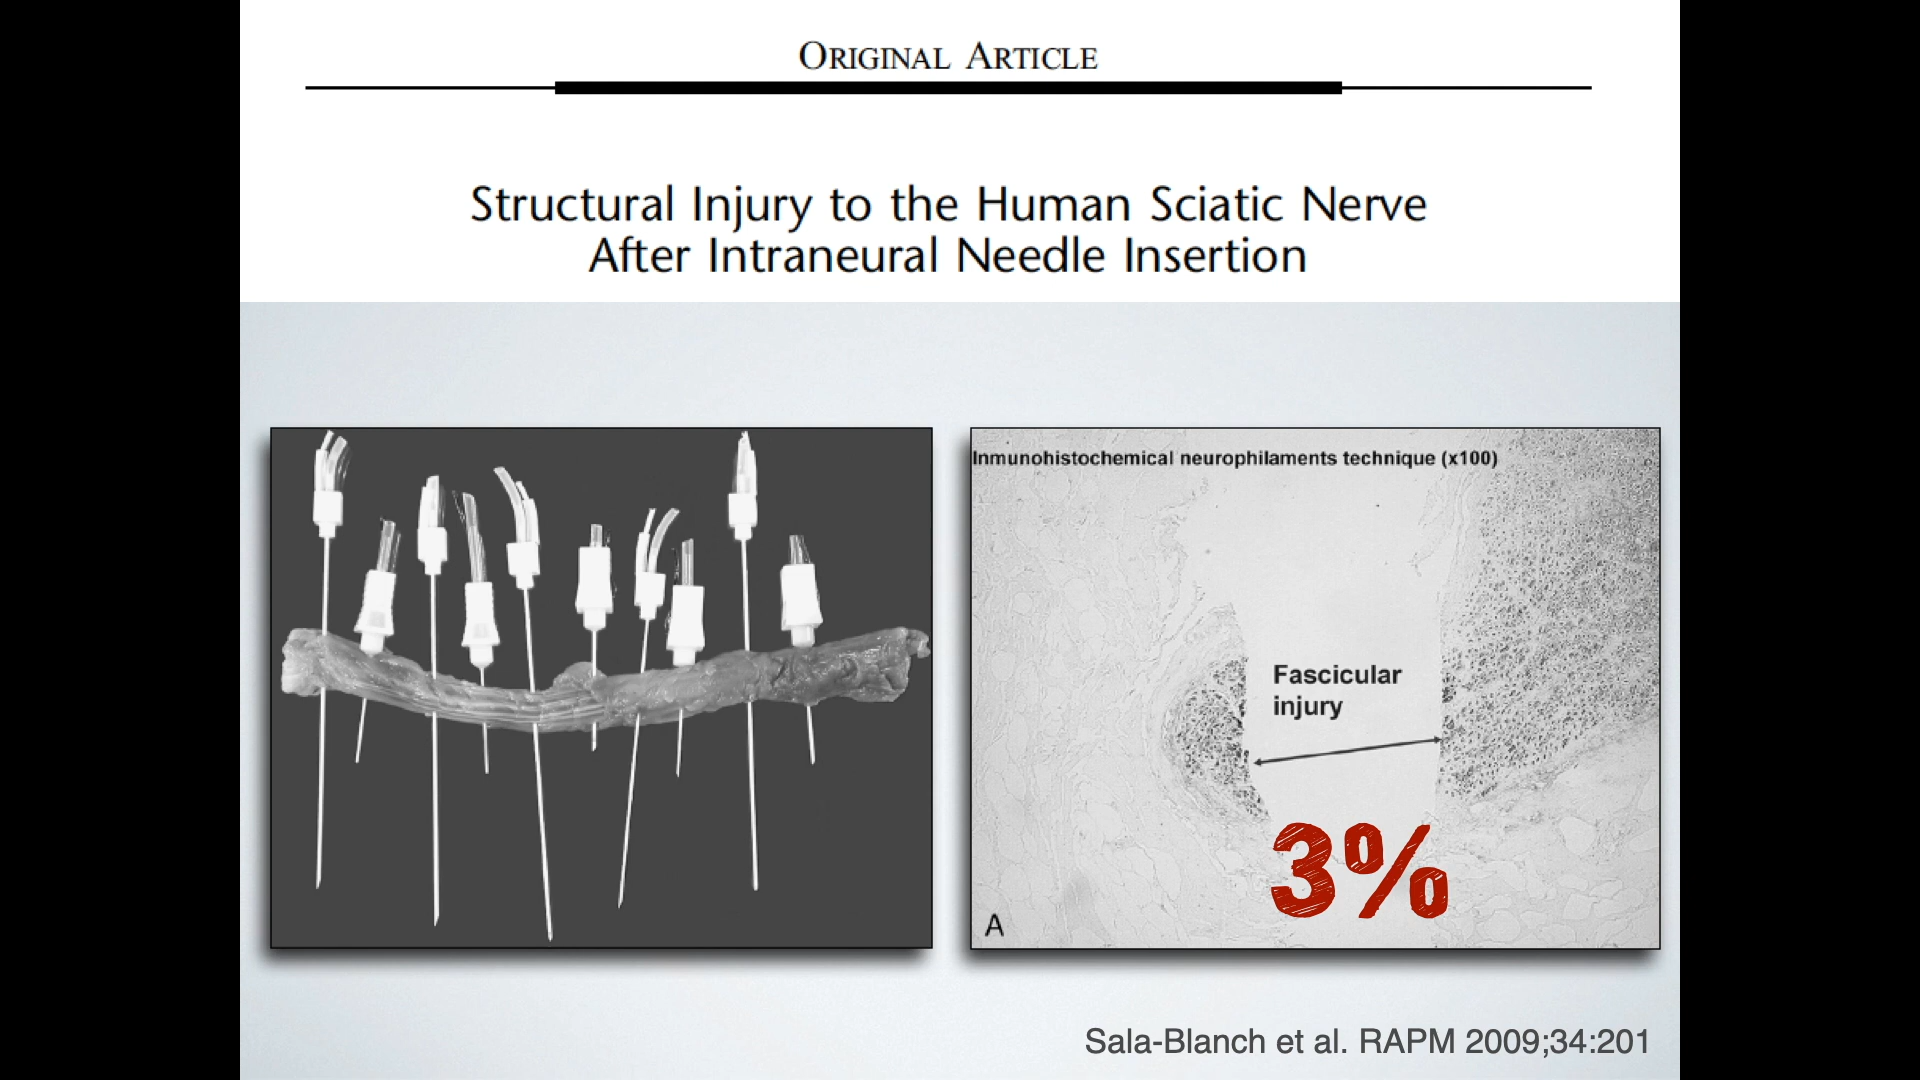 ORIGINAL ARTICLE
Structural Injury to the Human Sciatic Nerve
After Intraneural Needle Insertion
Inmunohistochemical neurophilaments technique (x100)
Fascicular
injury
3%
A
Sala-Blanch et al. RAPM 2009;34:201